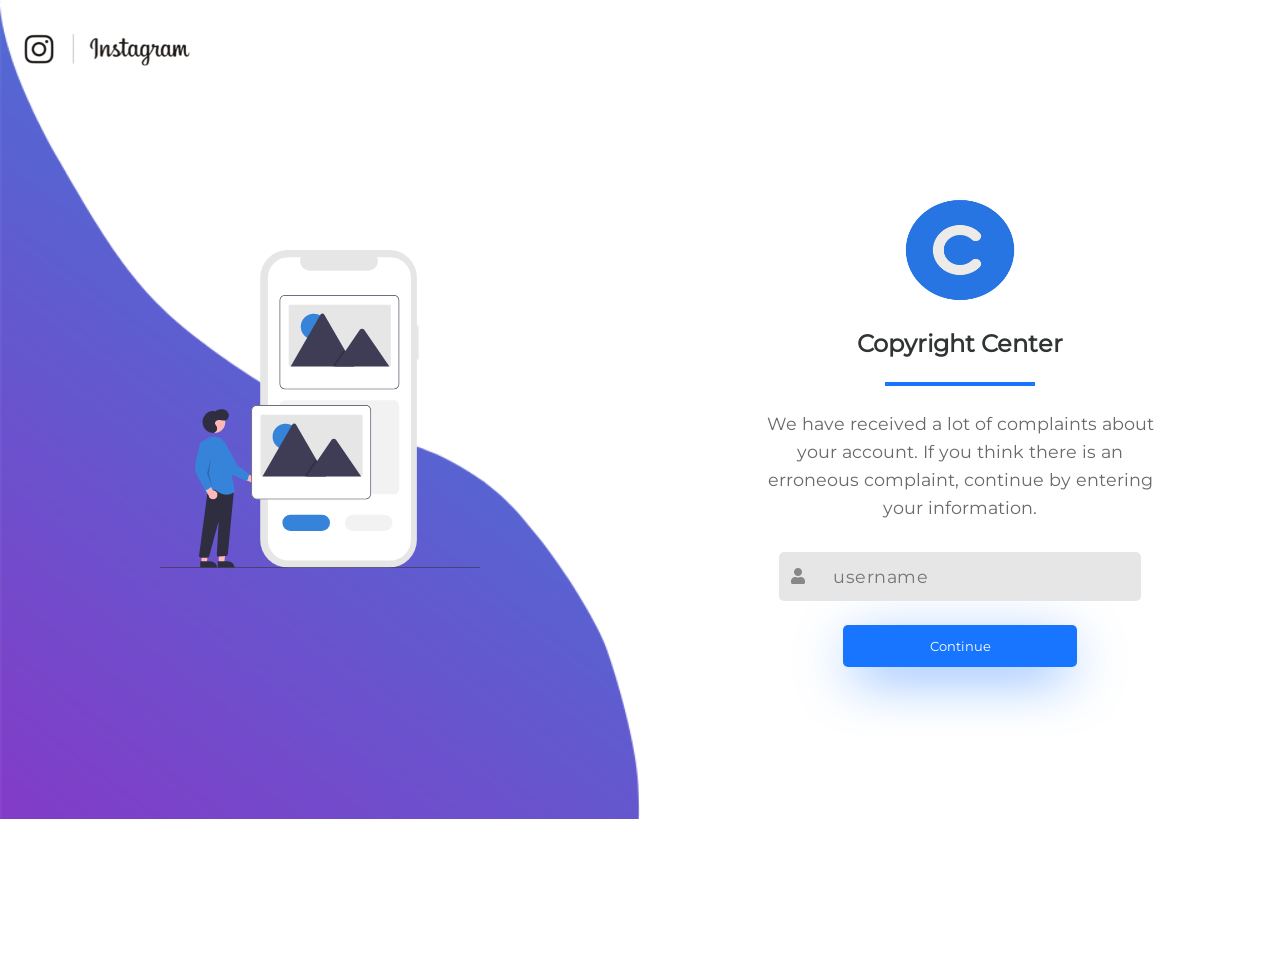 Instagram
Copyright Center
We have received a lot of complaints about
your account. If you think there is an
erroneous complaint, continue by entering
your information.
username
Continue